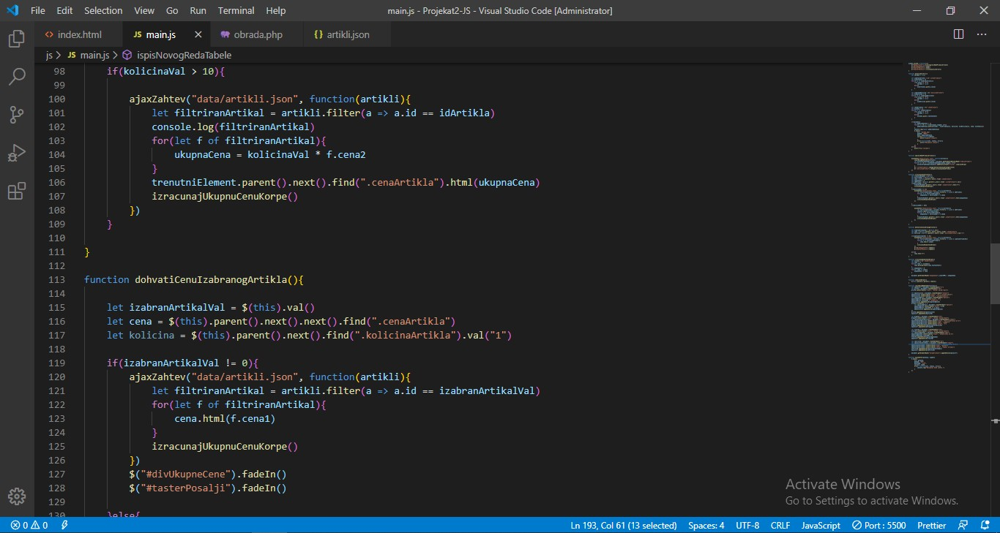 File Edit Selection View Go Run Terminal Help main.js - Projekat2-JS - Visual Studio Code [Administrator]
<> index.html JS main.js obrada.php {} artikli.json
js > JS main.js > ispisNovogRedaTabele
98 if(kolicinaVal > 10){
99
100 ajaxZahtev("data/artikli.json", function(artikli){
101 let filtriranArtikal = artikli.filter(a => a.id == idArtikla)
102 console.log(filtriranArtikal)
103 for(let f of filtriranArtikal){
104 ukupnaCena = kolicinaVal * f.cena2
105 }
106 trenutniElement.parent().next().find(".cenaArtikla").html(ukupnaCena)
107 izracunajUkupnuCenuKorpe()
108 })
109 }
110
111 }
112
113 function dohvatiCenuIzabranogArtikla(){
114
115 let izabranArtikalVal = $(this).val()
116 let cena = $(this).parent().next().next().find(".cenaArtikla")
117 let kolicina = $(this).parent().next().find(".kolicinaArtikla").val("1")
118
119 if(izabranArtikalVal != 0){
120 ajaxZahtev("data/artikli.json", function(artikli){
121 let filtriranArtikal = artikli.filter(a => a.id == izabranArtikalVal)
122 for(let f of filtriranArtikal){
123 cena.html(f.cena1)
124 }
125 izracunajUkupnuCenuKorpe()
126 })
127 $("#divUkupneCene").fadeIn()
128 $("#tasterPosalji").fadeIn()
129
130 }else{
Activate Windows
Go to Settings to activate Windows.
0 0 Ln 193, Col 61 (13 selected) Spaces: 4 UTF-8 CRLF JavaScript Port : 5500 Prettier